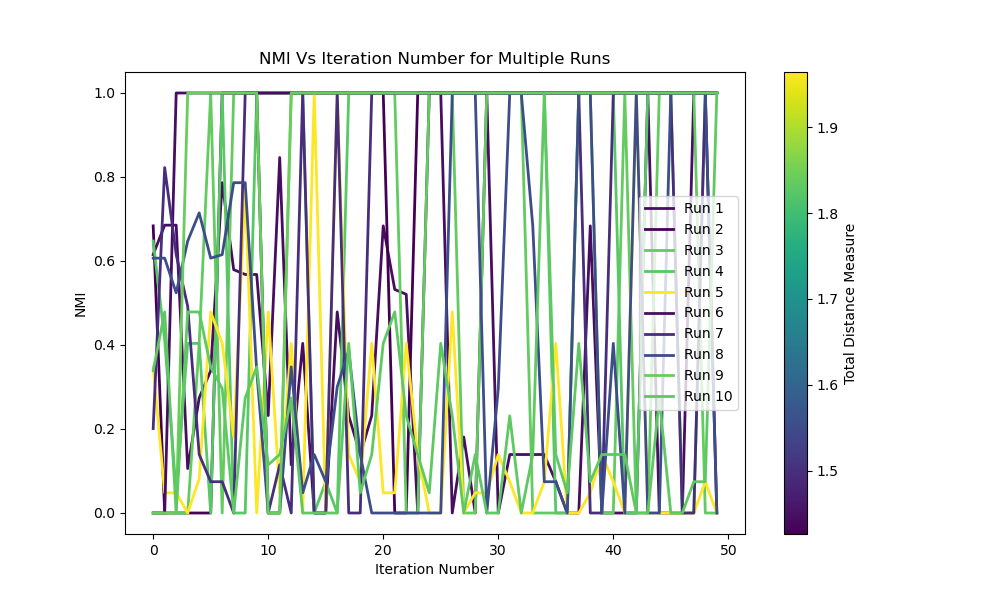 NMI Vs Iteration Number for Multiple Runs
NMI
1.0
0.8
0.6
0.4
0.2
0.0
0
10
20
30
40
50
Iteration Number
Run 1
Run 2
Run 3
Run 4
Run 5
Run 6
Run 7
Run 8
Run 9
Run 10
1.9
1.8
1.7
1.6
1.5
Total Distance Measure